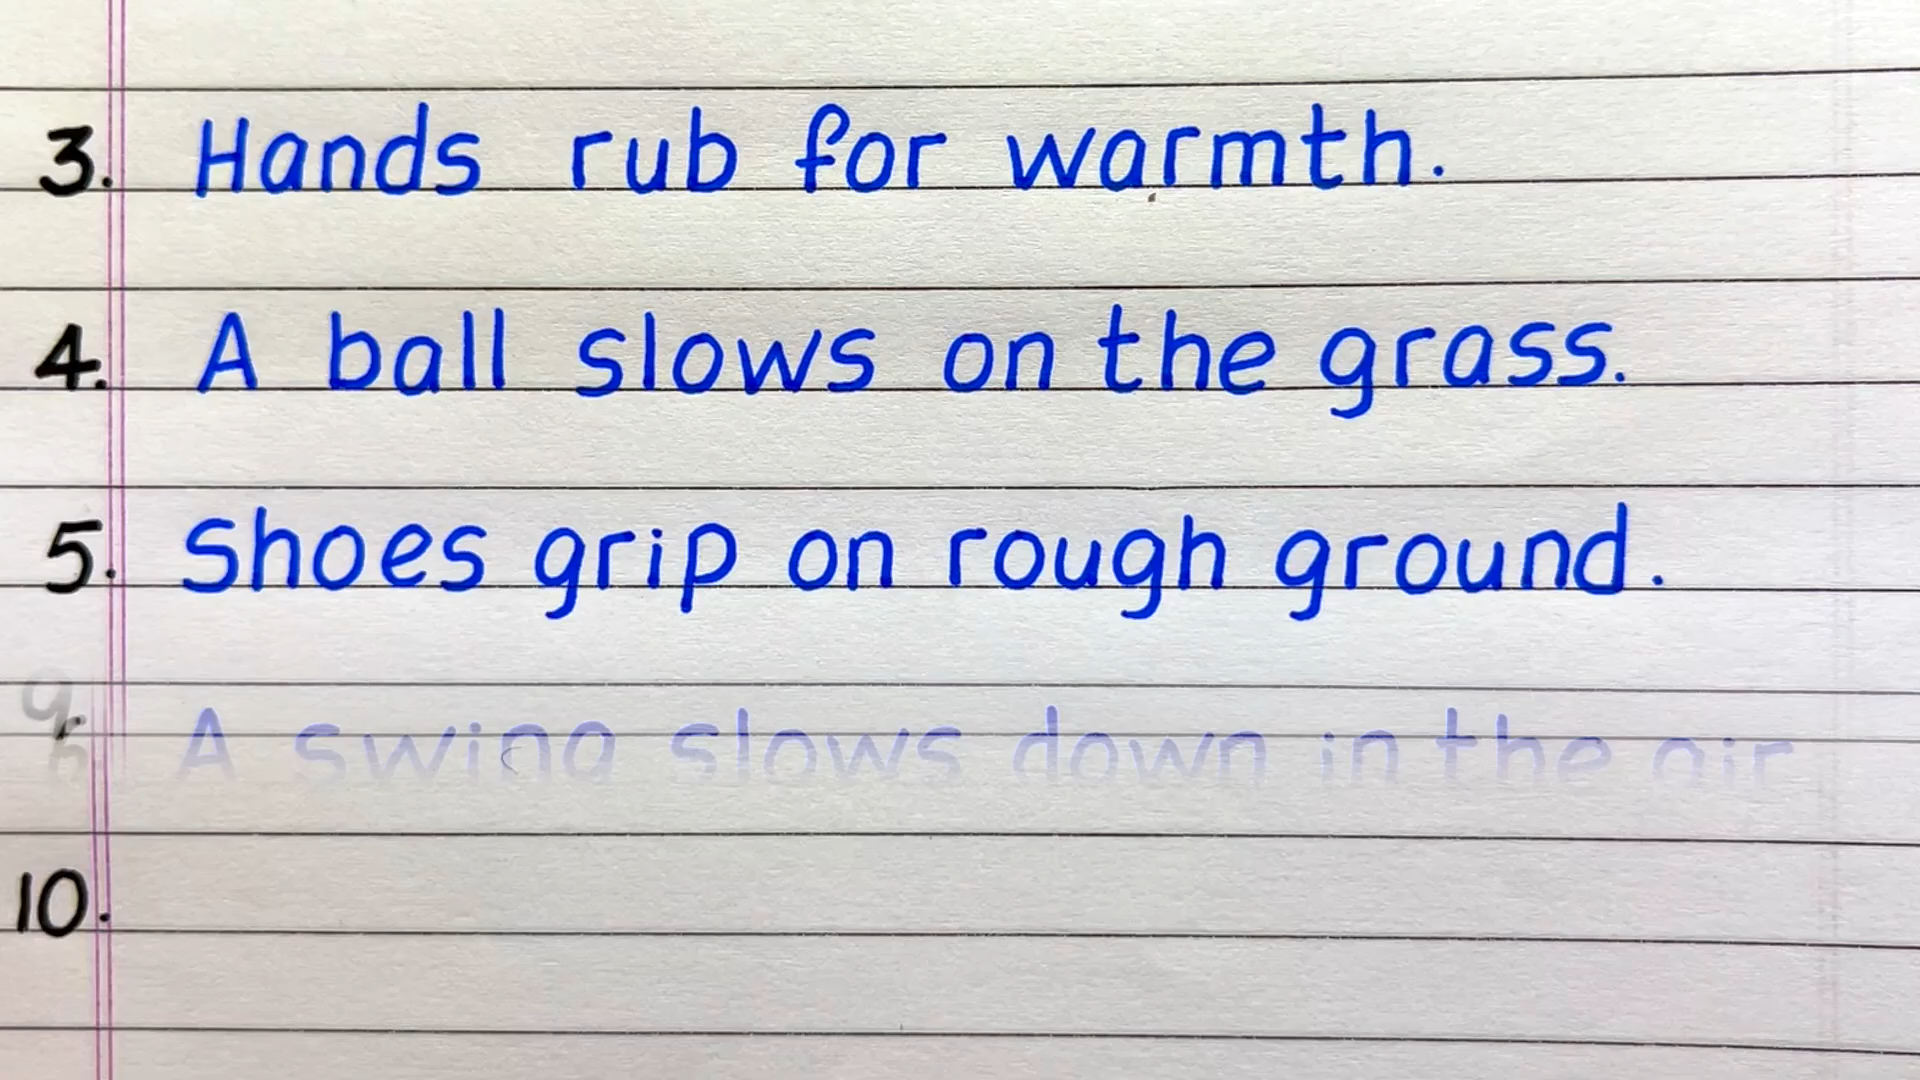 3. Hands rub for warmth.
4. A ball slows on the grass.
5. Shoes grip on rough ground.
A swing slows down in the air
10.